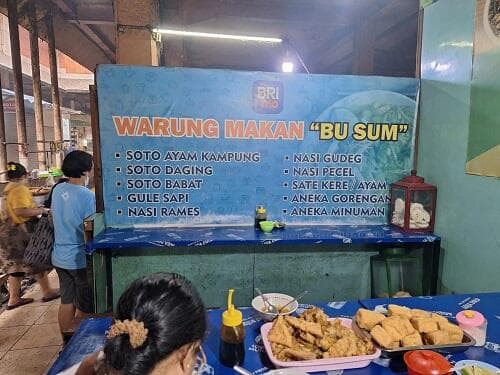 BRI
WARUNG MAKAN "BU SUM"
▪ SOTO AYAM KAMPUNG
▪ SOTO DAGING
▪ SOTO BABAT
▪ GULE SAPI
▪ NASI RAMES
▪ NASI GUDEG
▪ NASI PECEL
▪ SATE KERE / AYAM
▪ ANEKA GORENGAN
▪ ANEKA MINUMAN